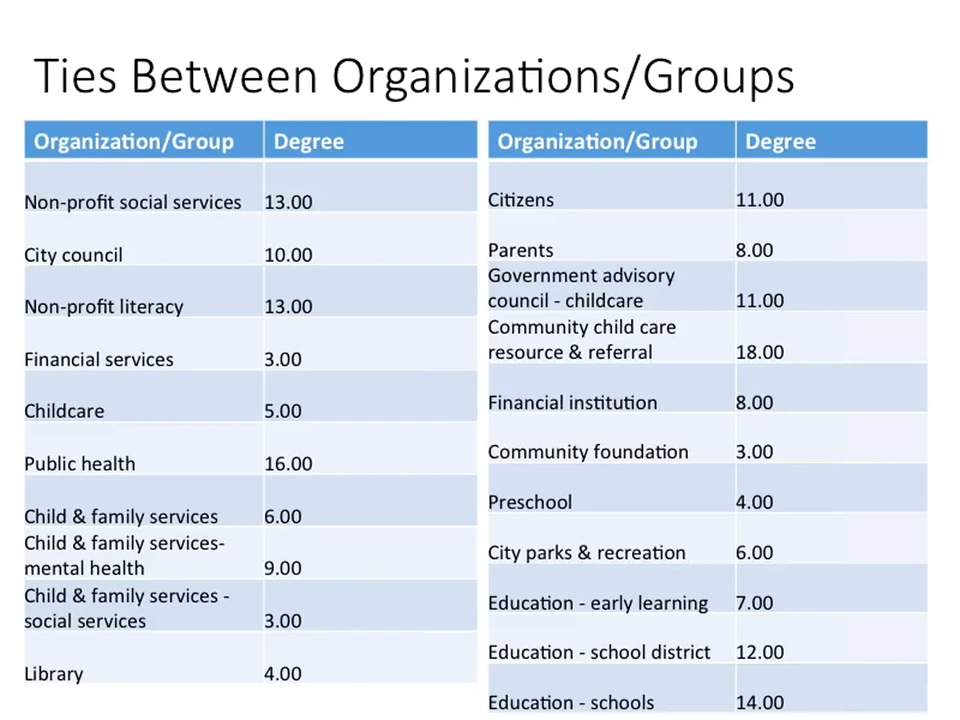 Ties Between Organizations/Groups
Organization/Group Degree
Non-profit social services 13.00
City council 10.00
Non-profit literacy 13.00
Financial services 3.00
Childcare 5.00
Public health 16.00
Child & family services 6.00
Child & family services-
mental health 9.00
Child & family services -
social services 3.00
Library 4.00
Organization/Group Degree
Citizens 11.00
Parents 8.00
Government advisory
council - childcare 11.00
Community child care
resource & referral 18.00
Financial institution 8.00
Community foundation 3.00
Preschool 4.00
City parks & recreation 6.00
Education - early learning 7.00
Education - school district 12.00
Education - schools 14.00